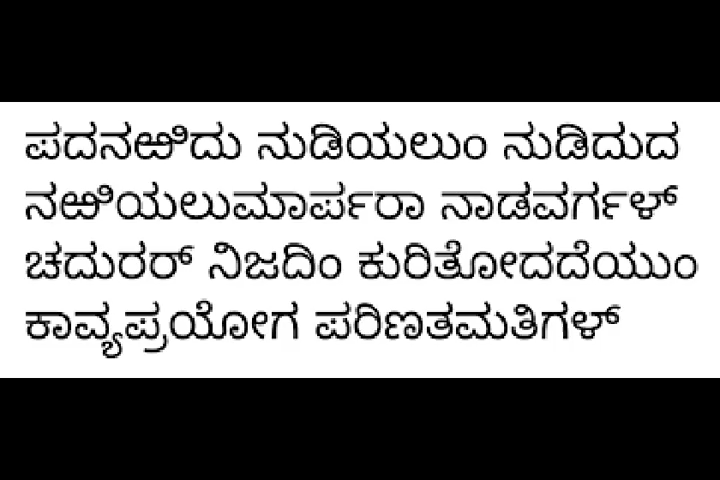 ಪದನಱಿದು ನುಡಿಯಲುಂ ನುಡಿದುದ
ನಱಿಯಲುಮಾರ್ಪರಾ ನಾಡವರ್ಗಳ್
ಚದುರರ್ ನಿಜದಿಂ ಕುರಿತೋದದೆಯುಂ
ಕಾವ್ಯಪ್ರಯೋಗ ಪರಿಣತಮತಿಗಳ್